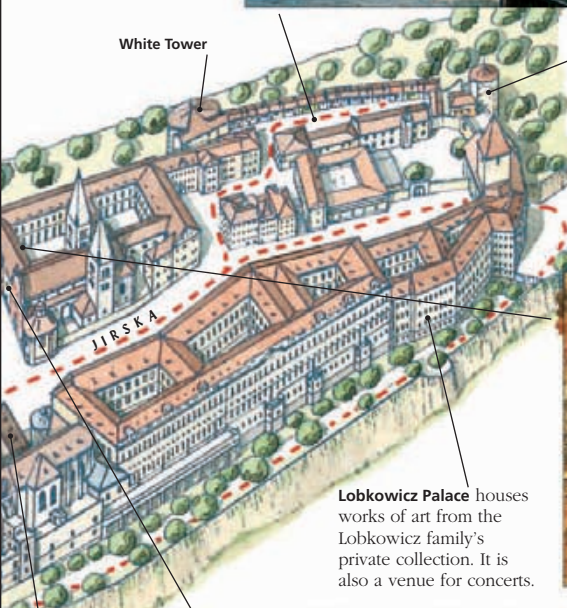 White Tower
JIRSKA
Lobkowicz Palace houses
works of art from the
Lobkowicz family's
private collection. It is
also a venue for concerts.